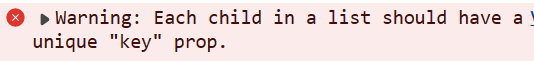 Warning: Each child in a list should have a
unique "key" prop.